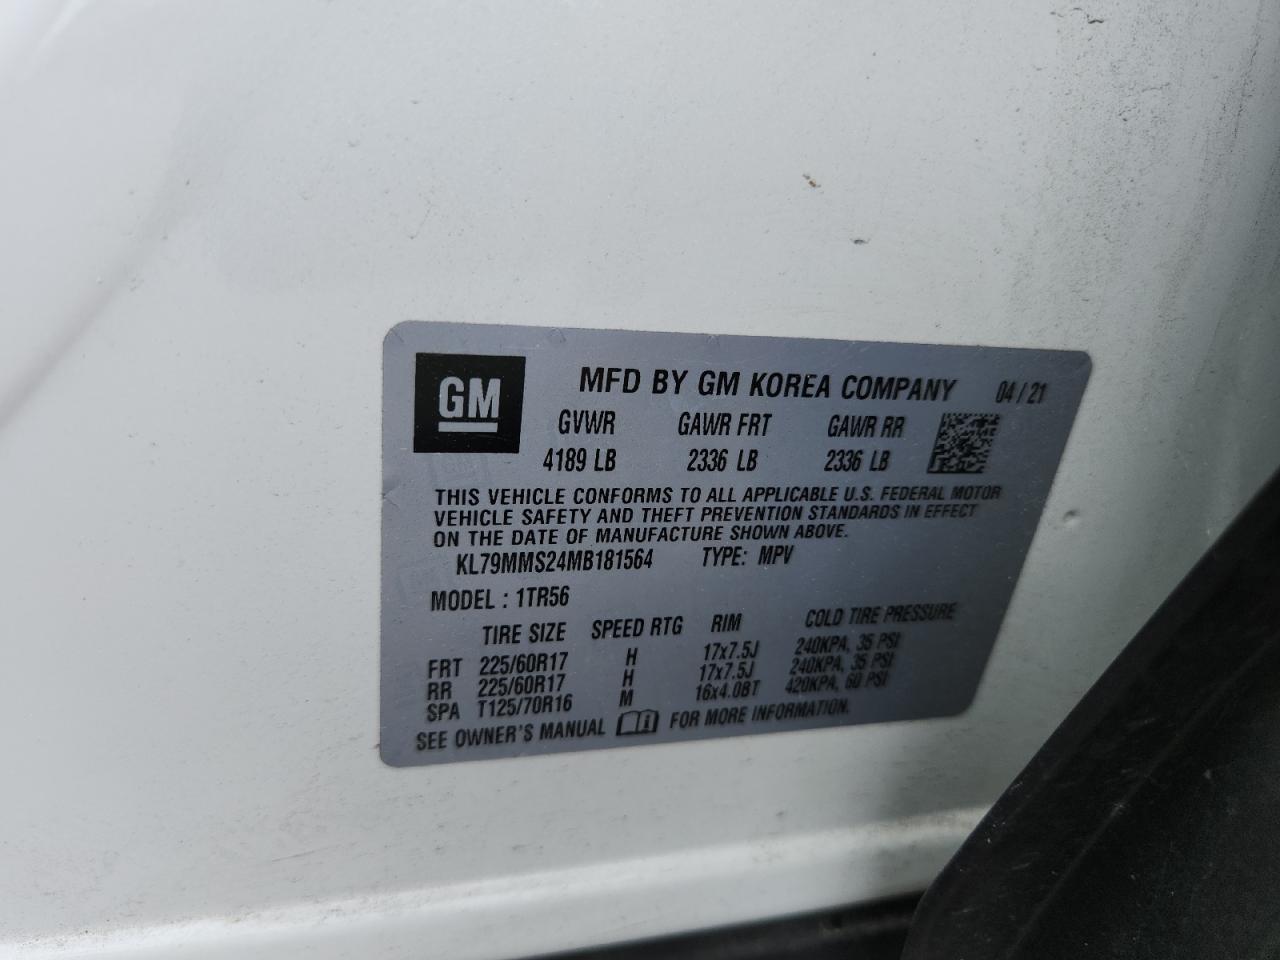 GM
MFD BY GM KOREA COMPANY 04/21
GVWR GAWR FRT GAWR RR
4189 LB 2336 LB 2336 LB
THIS VEHICLE CONFORMS TO ALL APPLICABLE U.S. FEDERAL MOTOR
VEHICLE SAFETY AND THEFT PREVENTION STANDARDS IN EFFECT
ON THE DATE OF MANUFACTURE SHOWN ABOVE.
KL79MMS24MB181564 TYPE: MPV
MODEL : 1TR56
TIRE SIZE SPEED RTG RIM COLD TIRE PRESSURE
FRT 225/60R17 H 17x7.5J 240KPA, 35 PSI
RR 225/60R17 H 17x7.5J 240KPA, 35 PSI
SPA T125/70R16 M 16x4.0BT 420KPA, 60 PSI
SEE OWNER'S MANUAL FOR MORE INFORMATION.